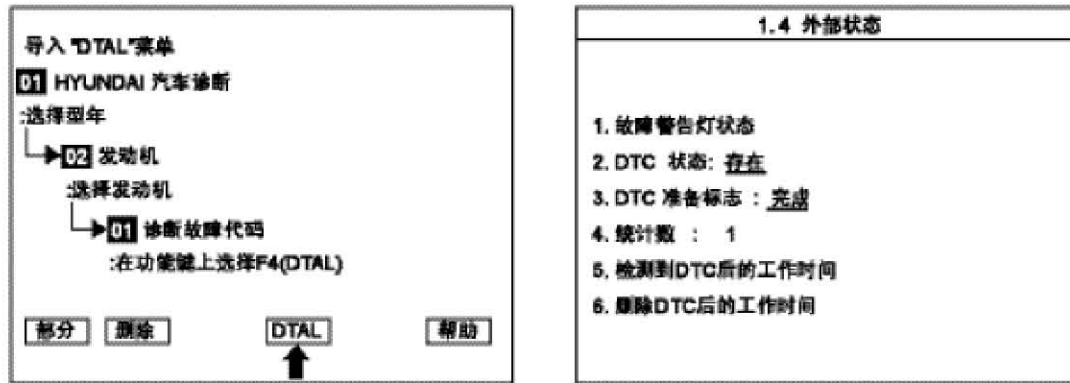 导入 "DTAL"菜单
01 HYUNDAI 汽车诊断
:选择型年
02 发动机
:选择发动机
01 诊断故障代码
:在功能键上选择F4(DTAL)
部分 删除 DTAL 帮助
1.4 外部状态
1. 故障警告灯状态
2. DTC 状态: 存在
3. DTC 准备标志 : 完成
4. 统计数 : 1
5. 检测到DTC后的工作时间
6. 删除DTC后的工作时间